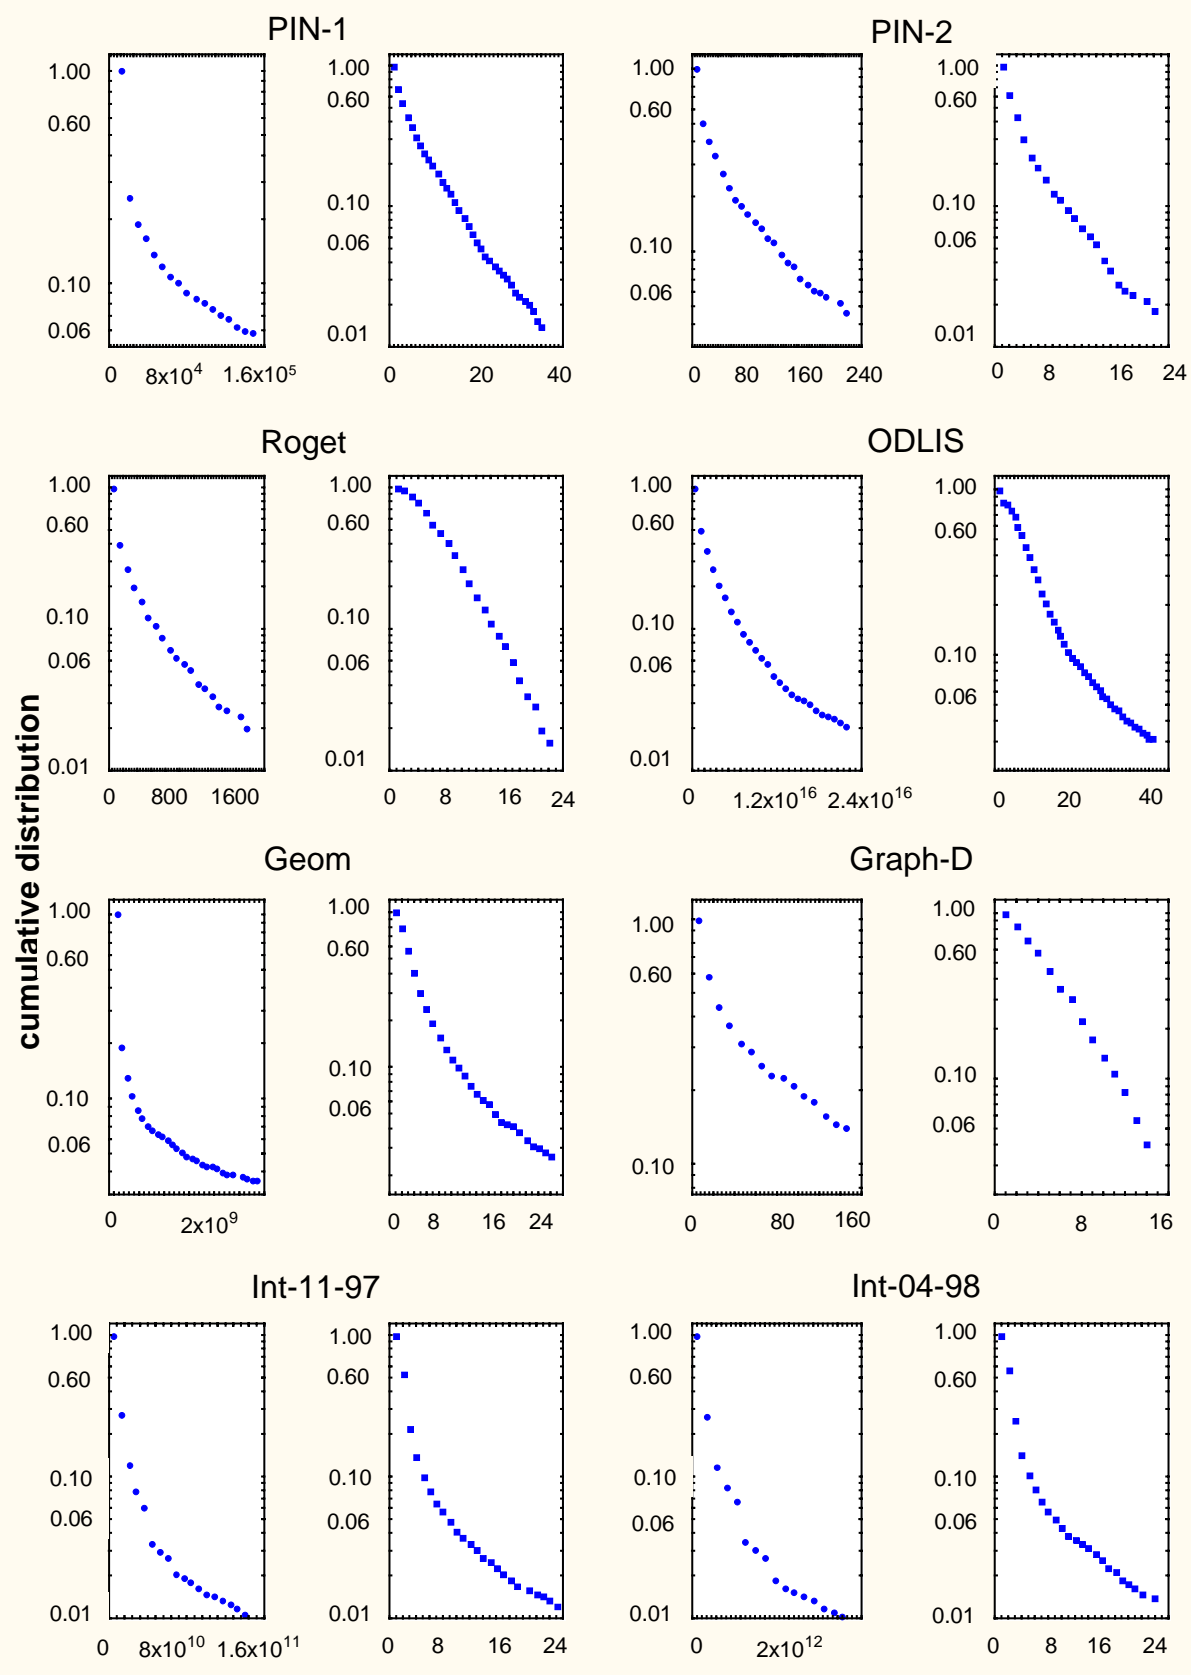 PIN-1
PIN-2
1.00
0.60
0.10
0.06
0 8x10^4 1.6x10^5
1.00
0.60
0.10
0.06
0.01
0 20 40
1.00
0.60
0.10
0.06
0 80 160 240
1.00
0.60
0.10
0.06
0.01
0 8 16 24
cumulative distribution
Roget
ODLIS
1.00
0.60
0.10
0.06
0.01
0 800 1600
1.00
0.60
0.10
0.06
0.01
0 8 16 24
1.00
0.60
0.10
0.06
0.01
0 1.2x10^16 2.4x10^16
1.00
0.60
0.10
0.06
0 20 40
Geom
Graph-D
1.00
0.60
0.10
0.06
0 2x10^9
1.00
0.60
0.10
0.06
0 8 16 24
1.00
0.60
0.10
0 80 160
1.00
0.60
0.10
0.06
0 8 16
Int-11-97
Int-04-98
1.00
0.60
0.10
0.06
0.01
0 8x10^10 1.6x10^11
1.00
0.60
0.10
0.06
0.01
0 8 16 24
1.00
0.60
0.10
0.06
0.01
0 2x10^12
1.00
0.60
0.10
0.06
0.01
0 8 16 24